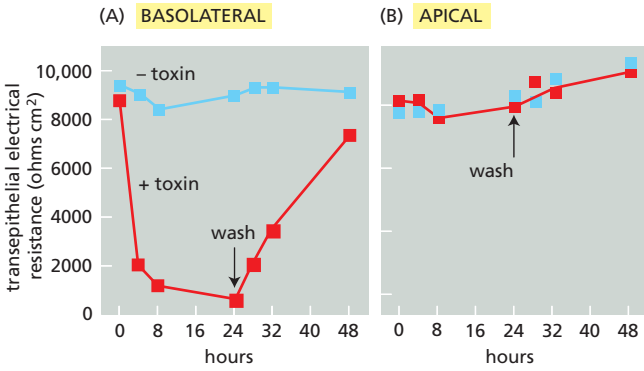 (A) BASOLATERAL
(B) APICAL
transepithelial electrical
resistance (ohms cm²)
10,000
8000
6000
4000
2000
0
– toxin
+ toxin
wash
0 8 16 24 32 40 48
hours
wash
0 8 16 24 32 40 48
hours